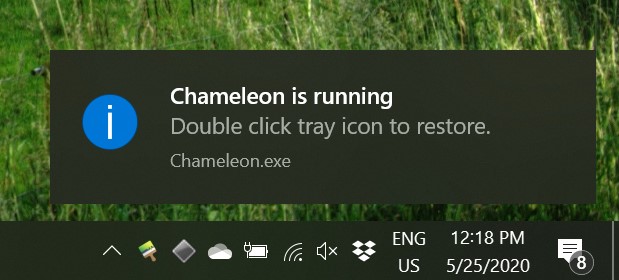 Chameleon is running
Double click tray icon to restore.
Chameleon.exe
ENG
US
12:18 PM
5/25/2020
8